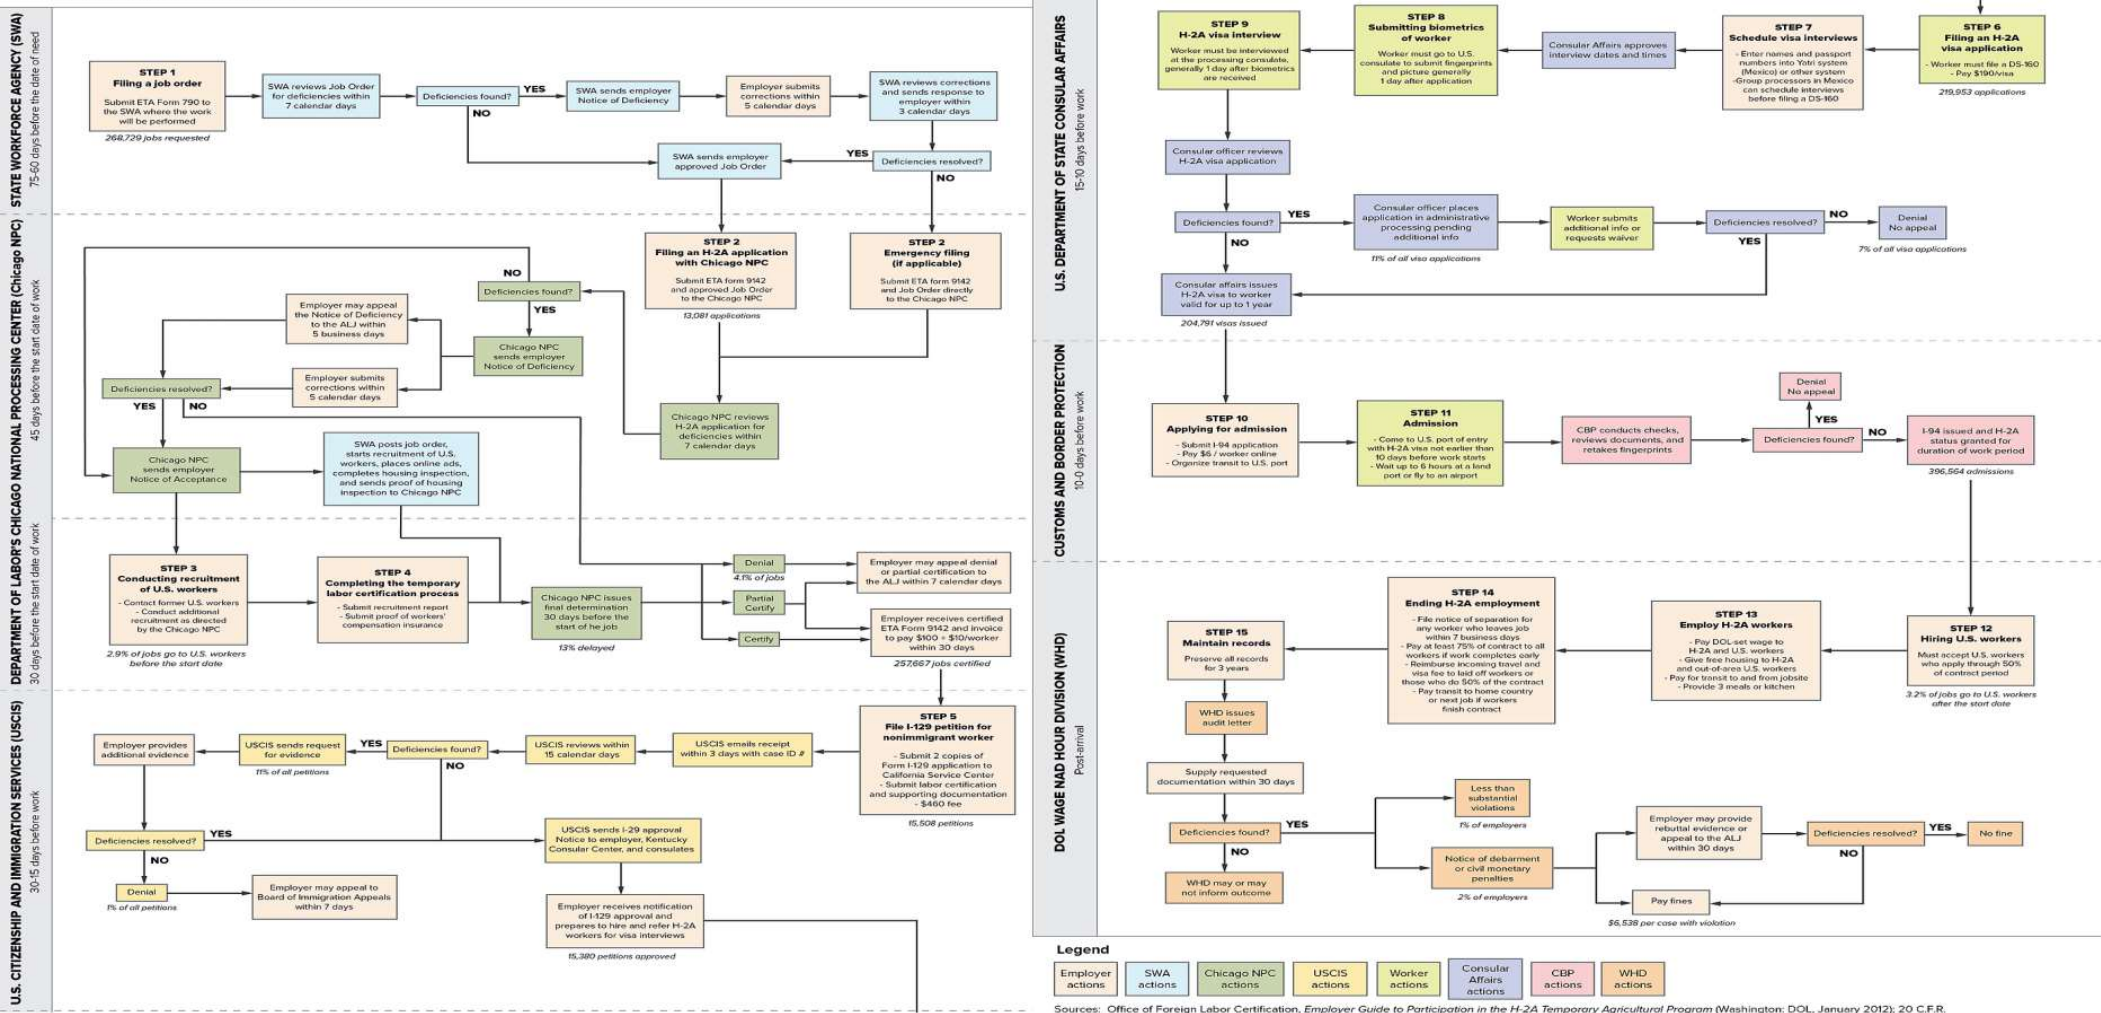 STATE WORKFORCE AGENCY (SWA)
75-60 days before the date of need
STEP 1
Filing a job order
Submit ETA Form 790 to
the SWA where the work
will be performed
268,729 jobs requested
SWA reviews Job Order
for deficiencies within
7 calendar days
Deficiencies found?
YES
NO
SWA sends employer
Notice of Deficiency
Employer submits
corrections within
5 calendar days
SWA reviews corrections
and sends response to
employer within
3 calendar days
Deficiencies resolved?
YES
NO
SWA sends employer
approved Job Order
DEPARTMENT OF LABOR'S CHICAGO NATIONAL PROCESSING CENTER (Chicago NPC)
45 days before the start date of work
STEP 2
Filing an H-2A application
with Chicago NPC
Submit ETA form 9142
and approved Job Order
to the Chicago NPC
13,081 applications
STEP 2
Emergency filing
(if applicable)
Submit ETA form 9142
and Job Order directly
to the Chicago NPC
Chicago NPC reviews
H-2A application for
deficiencies within
7 calendar days
NO
Deficiencies found?
YES
Chicago NPC
sends employer
Notice of Deficiency
Employer may appeal
the Notice of Deficiency
to the ALJ within
5 business days
Employer submits
corrections within
5 calendar days
Deficiencies resolved?
YES
NO
Chicago NPC
sends employer
Notice of Acceptance
SWA posts job order,
starts recruitment of U.S.
workers, places online ads,
completes housing inspection,
and sends proof of housing
inspection to Chicago NPC
30 days before the start date of work
STEP 3
Conducting recruitment
of U.S. workers
- Contact former U.S. workers
- Conduct additional
recruitment as directed
by the Chicago NPC
2.9% of jobs go to U.S. workers
before the start date
STEP 4
Completing the temporary
labor certification process
- Submit recruitment report
- Submit proof of workers'
compensation insurance
Chicago NPC issues
final determination
30 days before the
start of he job
13% delayed
Denial
4.1% of jobs
Partial
Certify
Certify
Employer may appeal denial
or partial certification to
the ALJ within 7 calendar days
Employer receives certified
ETA Form 9142 and invoice
to pay $100 + $10/worker
within 30 days
257,667 jobs certified
U.S. CITIZENSHIP AND IMMIGRATION SERVICES (USCIS)
30-15 days before work
STEP 5
File I-129 petition for
nonimmigrant worker
- Submit 2 copies of
Form I-129 application to
California Service Center
- Submit labor certification
and supporting documentation
- $460 fee
15,508 petitions
USCIS emails receipt
within 3 days with case ID #
USCIS reviews within
15 calendar days
Deficiencies found?
YES
NO
USCIS sends request
for evidence
11% of all petitions
Employer provides
additional evidence
Deficiencies resolved?
YES
NO
Denial
1% of all petitions
Employer may appeal to
Board of Immigration Appeals
within 7 days
USCIS sends I-29 approval
Notice to employer, Kentucky
Consular Center, and consulates
Employer receives notification
of I-129 approval and
prepares to hire and refer H-2A
workers for visa interviews
15,380 petitions approved
U.S. DEPARTMENT OF STATE CONSULAR AFFAIRS
15-10 days before work
STEP 6
Filing an H-2A
visa application
- Worker must file a DS-160
- Pay $190/visa
219,953 applications
STEP 7
Schedule visa interviews
- Enter names and passport
numbers into Yatri system
(Mexico) or other system
-Group processors in Mexico
can schedule interviews
before filing a DS-160
Consular Affairs approves
interview dates and times
STEP 8
Submitting biometrics
of worker
Worker must go to U.S.
consulate to submit fingerprints
and picture generally
1 day after application
STEP 9
H-2A visa interview
Worker must be interviewed
at the processing consulate,
generally 1 day after biometrics
are received
Consular officer reviews
H-2A visa application
Deficiencies found?
YES
NO
Consular officer places
application in administrative
processing pending
additional info
11% of all visa applications
Worker submits
additional info or
requests waiver
Deficiencies resolved?
NO
YES
Denial
No appeal
7% of all visa applications
Consular affairs issues
H-2A visa to worker
valid for up to 1 year
204,791 visas issued
CUSTOMS AND BORDER PROTECTION
10-0 days before work
STEP 10
Applying for admission
- Submit I-94 application
- Pay $6 / worker online
- Organize transit to U.S. port
STEP 11
Admission
- Come to U.S. port of entry
with H-2A visa not earlier than
10 days before work starts
- Wait up to 6 hours at a land
port or fly to an airport
CBP conducts checks,
reviews documents, and
retakes fingerprints
Deficiencies found?
YES
NO
Denial
No appeal
I-94 issued and H-2A
status granted for
duration of work period
396,564 admissions
DOL WAGE NAD HOUR DIVISION (WHD)
Post-arrival
STEP 12
Hiring U.S. workers
Must accept U.S. workers
who apply through 50%
of contract period
3.2% of jobs go to U.S. workers
after the start date
STEP 13
Employ H-2A workers
- Pay DOL-set wage to
H-2A and U.S. workers
- Give free housing to H-2A
and out-of-area U.S. workers
- Pay for transit to and from jobsite
- Provide 3 meals or kitchen
STEP 14
Ending H-2A employment
- File notice of separation for
any worker who leaves job
within 7 business days
- Pay at least 75% of contract to all
workers if work completes early
- Reimburse incoming travel and
visa fee to laid off workers or
those who do 50% of the contract
- Pay transit to home country
or next job if workers
finish contract
STEP 15
Maintain records
Preserve all records
for 3 years
WHD issues
audit letter
Supply requested
documentation within 30 days
Deficiencies found?
YES
NO
WHD may or may
not inform outcome
Less than
substantial
violations
1% of employers
Notice of debarment
or civil monetary
penalties
2% of employers
Employer may provide
rebuttal evidence or
appeal to the ALJ
within 30 days
Deficiencies resolved?
YES
NO
No fine
Pay fines
$6,538 per case with violation
Legend
Employer
actions
SWA
actions
Chicago NPC
actions
USCIS
actions
Worker
actions
Consular
Affairs
actions
CBP
actions
WHD
actions
Sources: Office of Foreign Labor Certification, Employer Guide to Participation in the H-2A Temporary Agricultural Program (Washington: DOL, January 2012); 20 C.F.R.